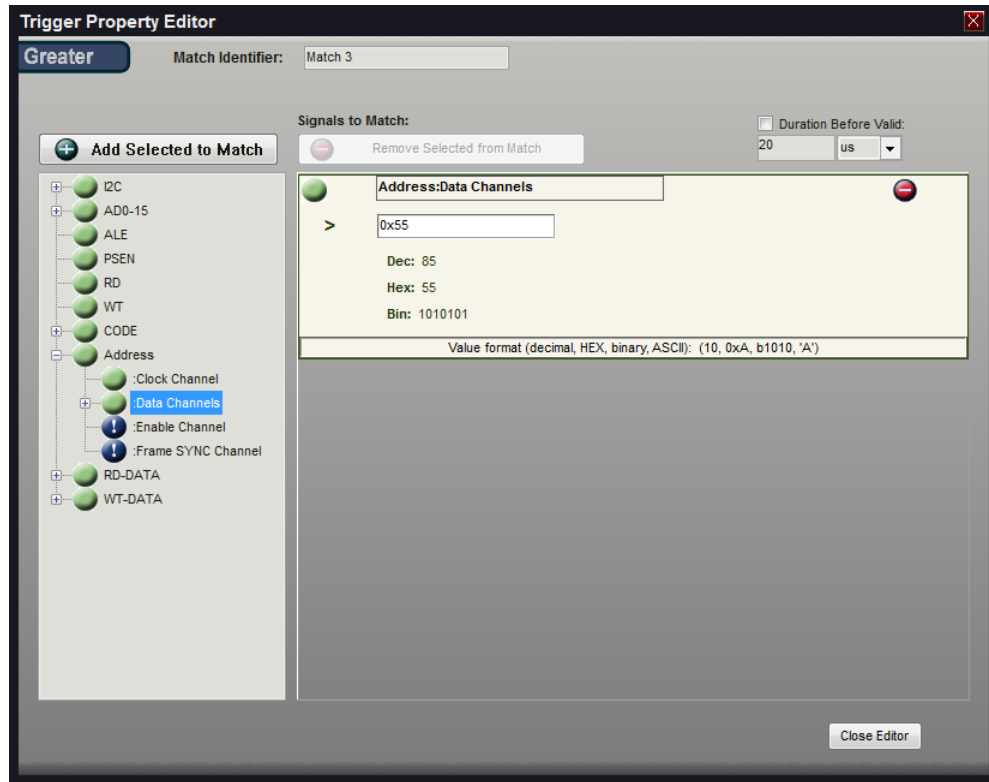 Trigger Property Editor
Greater
Match Identifier:
Match 3
Signals to Match:
Duration Before Valid:
Add Selected to Match
Remove Selected from Match
20
us
I2C
AD0-15
ALE
PSEN
RD
WT
CODE
Address
:Clock Channel
:Data Channels
:Enable Channel
:Frame SYNC Channel
RD-DATA
WT-DATA
Address:Data Channels
> 0x55
Dec: 85
Hex: 55
Bin: 1010101
Value format (decimal, HEX, binary, ASCII): (10, 0xA, b1010, 'A')
Close Editor